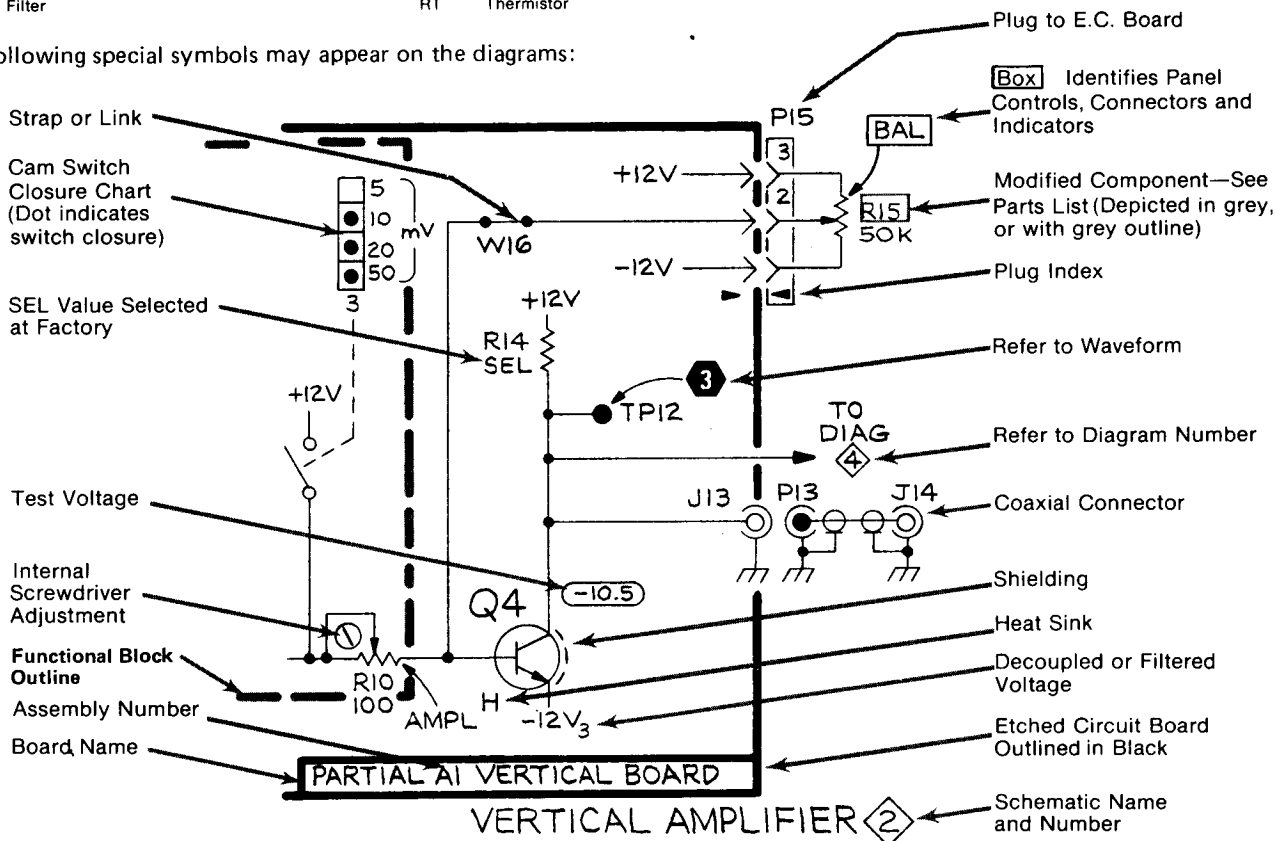 Filter
RT Thermistor
ollowing special symbols may appear on the diagrams:
Plug to E.C. Board
Box Identifies Panel
Controls, Connectors and
Indicators
Modified Component—See
Parts List (Depicted in grey,
or with grey outline)
Plug Index
Refer to Waveform
Refer to Diagram Number
Coaxial Connector
Shielding
Heat Sink
Decoupled or Filtered
Voltage
Etched Circuit Board
Outlined in Black
Schematic Name
and Number
Strap or Link
Cam Switch
Closure Chart
(Dot indicates
switch closure)
SEL Value Selected
at Factory
Test Voltage
Internal
Screwdriver
Adjustment
Functional Block
Outline
Assembly Number
Board Name
5
10
20
50
mV
3
+12V
R10
100
AMPL
W16
+12V
R14
SEL
TP12
3
Q4
-10.5
H
-12V3
+12V
-12V
P15
3
2
BAL
R15
50K
TO
DIAG
4
J13
P13
J14
PARTIAL A1 VERTICAL BOARD
VERTICAL AMPLIFIER 2